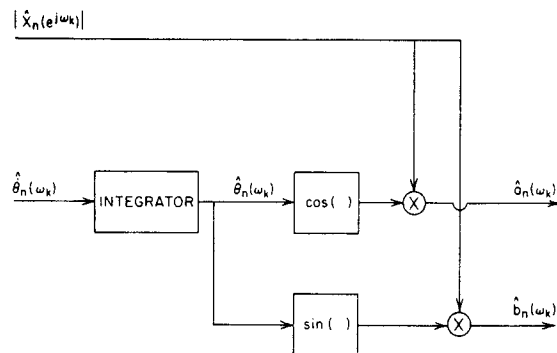 |X̂ₙ(e^{jωₖ})|
θ̇̂ₙ(ωₖ)
INTEGRATOR
θ̂ₙ(ωₖ)
cos( )
X
âₙ(ωₖ)
sin( )
X
b̂ₙ(ωₖ)